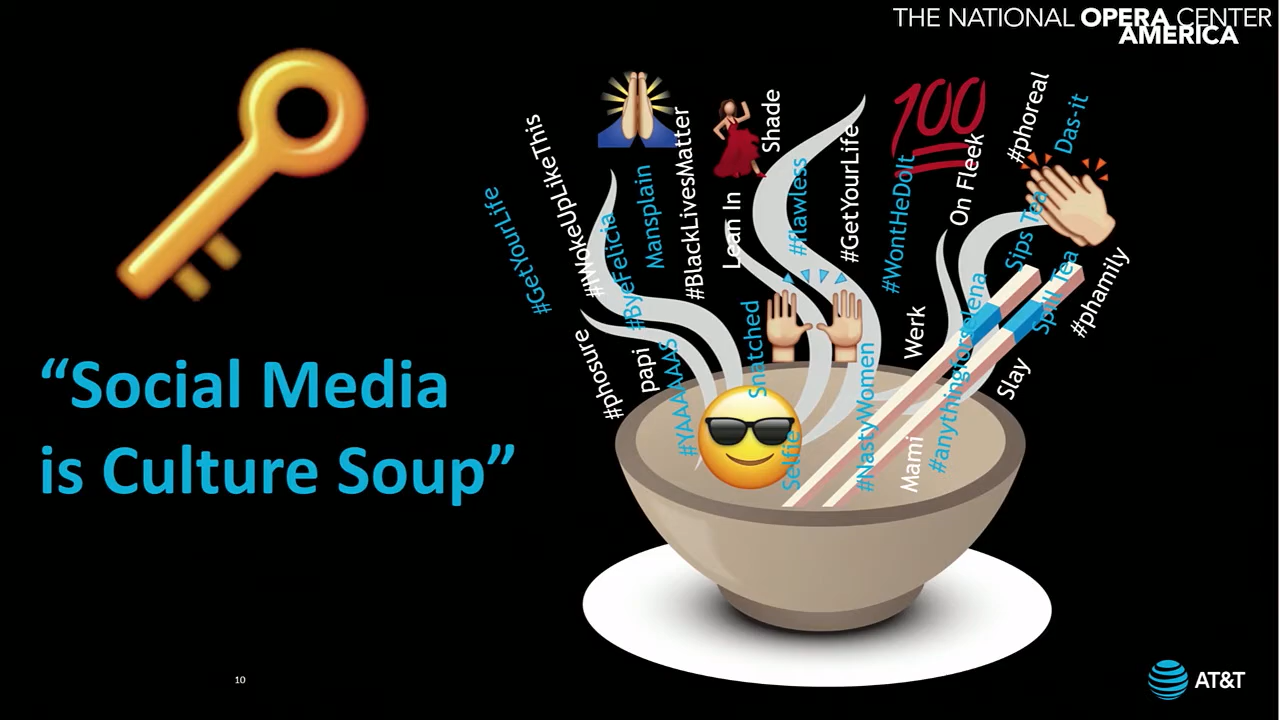 THE NATIONAL OPERA CENTER
AMERICA
“Social Media
is Culture Soup”
#GetYourLife
#IWokeUpLikeThis
#ByeFelicia
Mansplain
#BlackLivesMatter
Lean In
Shade
#flawless
#GetYourLife
100
#WontHeDoIt
On Fleek
#phoreal
Das-it
Sips Tea
Spill Tea
#phamily
#phosure
papi
#YAAAAAAS
Snatched
Selfie
#NastyWomen
Werk
Mami
#anythingforselena
Slay
10
AT&T